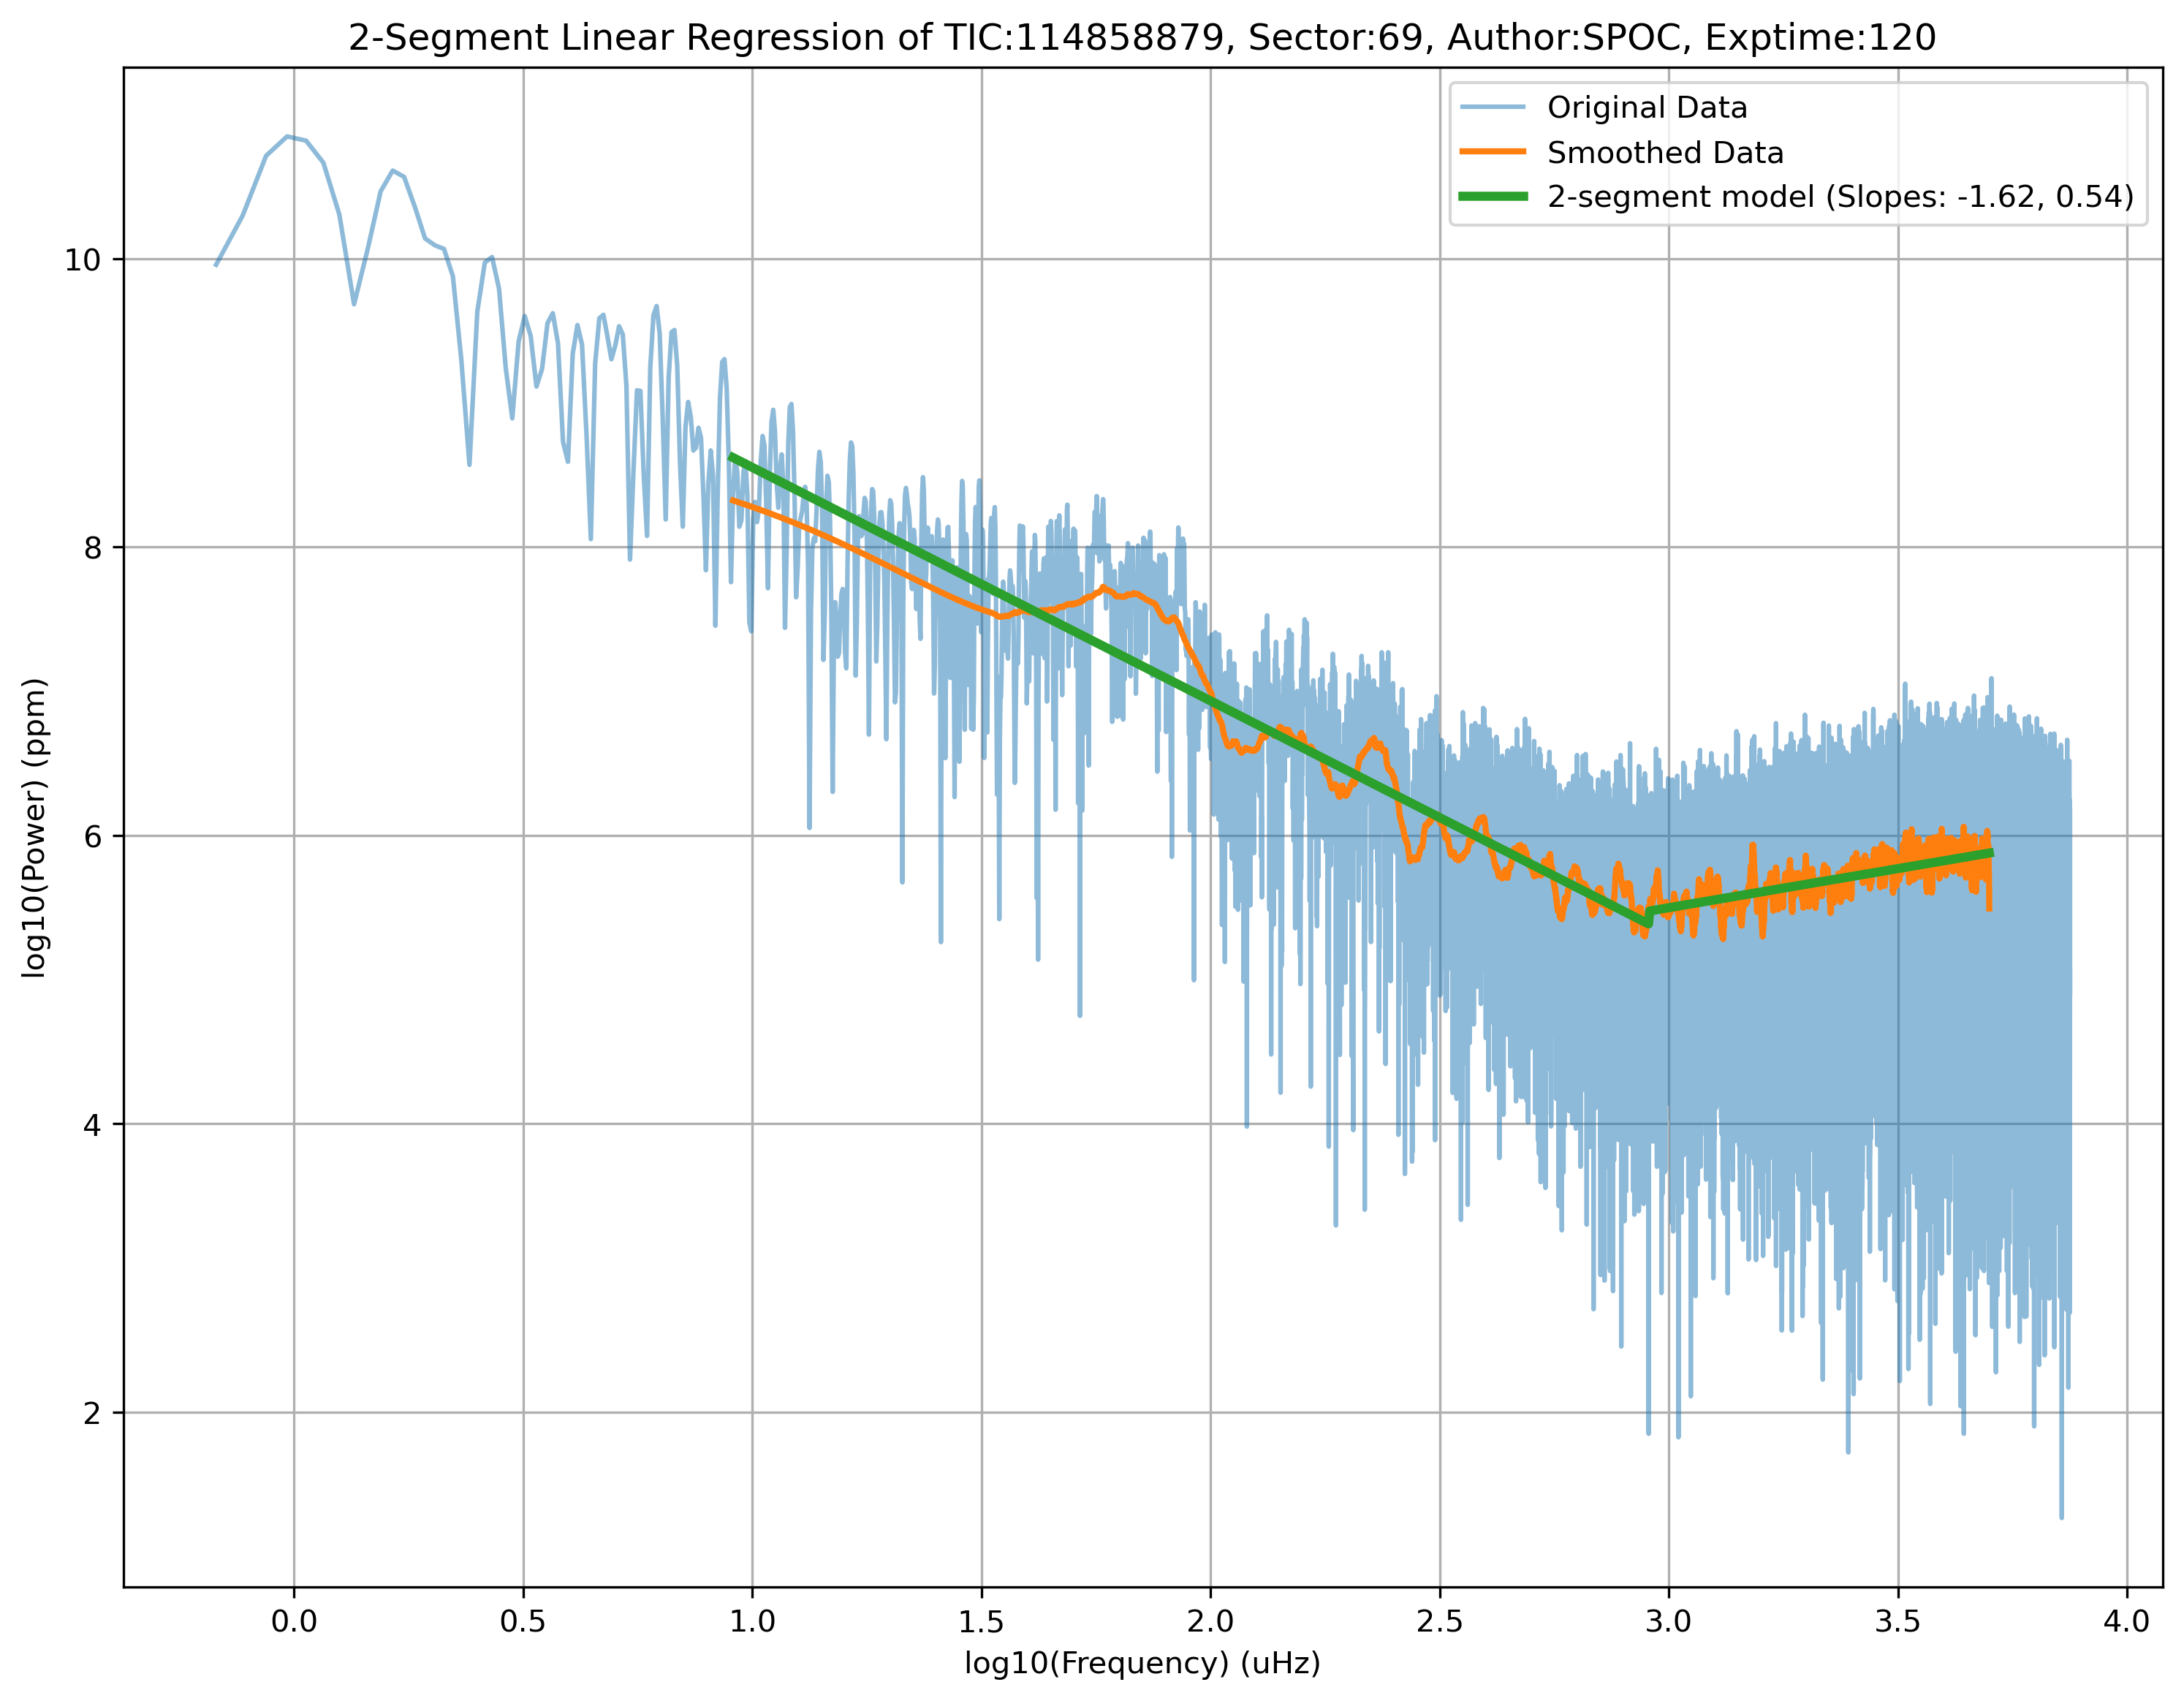 2-Segment Linear Regression of TIC:114858879, Sector:69, Author:SPOC, Exptime:120
Original Data
Smoothed Data
2-segment model (Slopes: -1.62, 0.54)
log10(Power) (ppm)
10
8
6
4
2
0.0 0.5 1.0 1.5 2.0 2.5 3.0 3.5 4.0
log10(Frequency) (uHz)